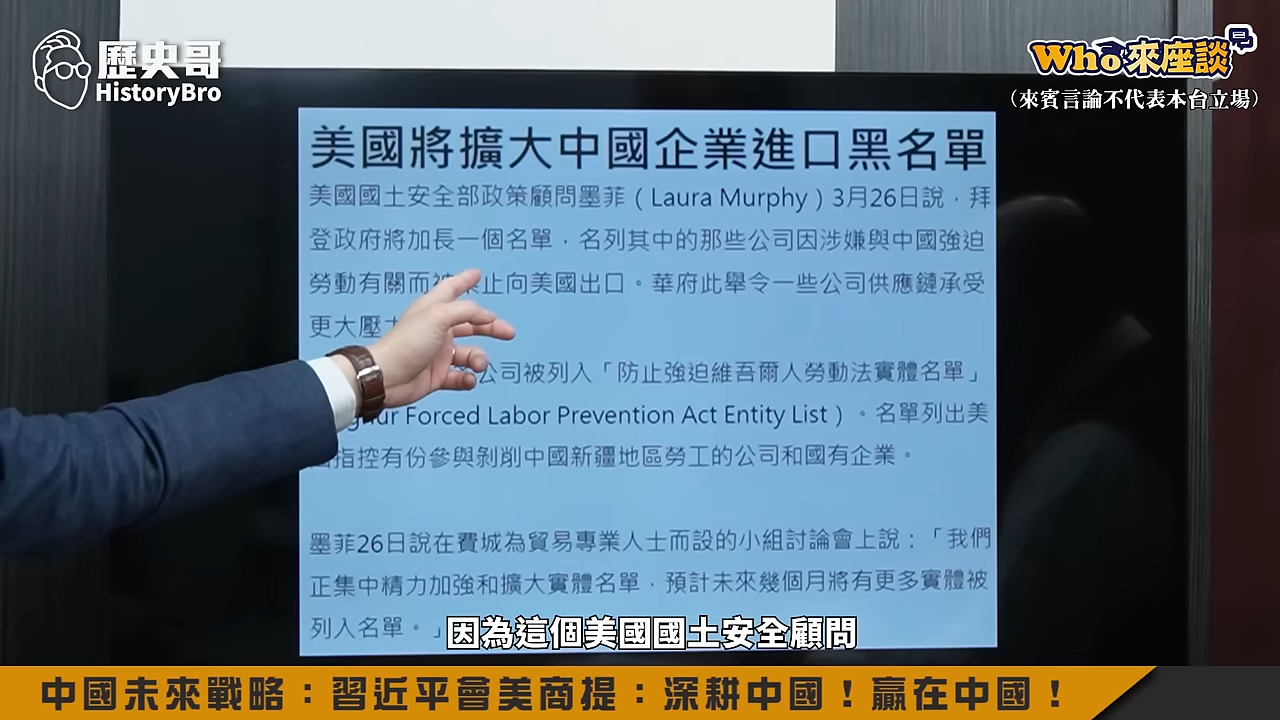 歷史哥
HistoryBro
Who來座談
（來賓言論不代表本台立場）
美國將擴大中國企業進口黑名單
美國國土安全部政策顧問墨菲（Laura Murphy）3月26日說，拜
登政府將加長一個名單，名列其中的那些公司因涉嫌與中國強迫
勞動有關而被 止向美國出口。華府此舉令一些公司供應鏈承受
更大壓
公司被列入「防止強迫維吾爾人勞動法實體名單」
Forced Labor Prevention Act Entity List）。名單列出美
指控有份參與剝削中國新疆地區勞工的公司和國有企業。
墨菲26日說在費城為貿易專業人士而設的小組討論會上說：「我們
正集中精力加強和擴大實體名單，預計未來幾個月將有更多實體被
列入名單。」
因為這個美國國土安全顧問
中國未來戰略：習近平會美商提：深耕中國！贏在中國！